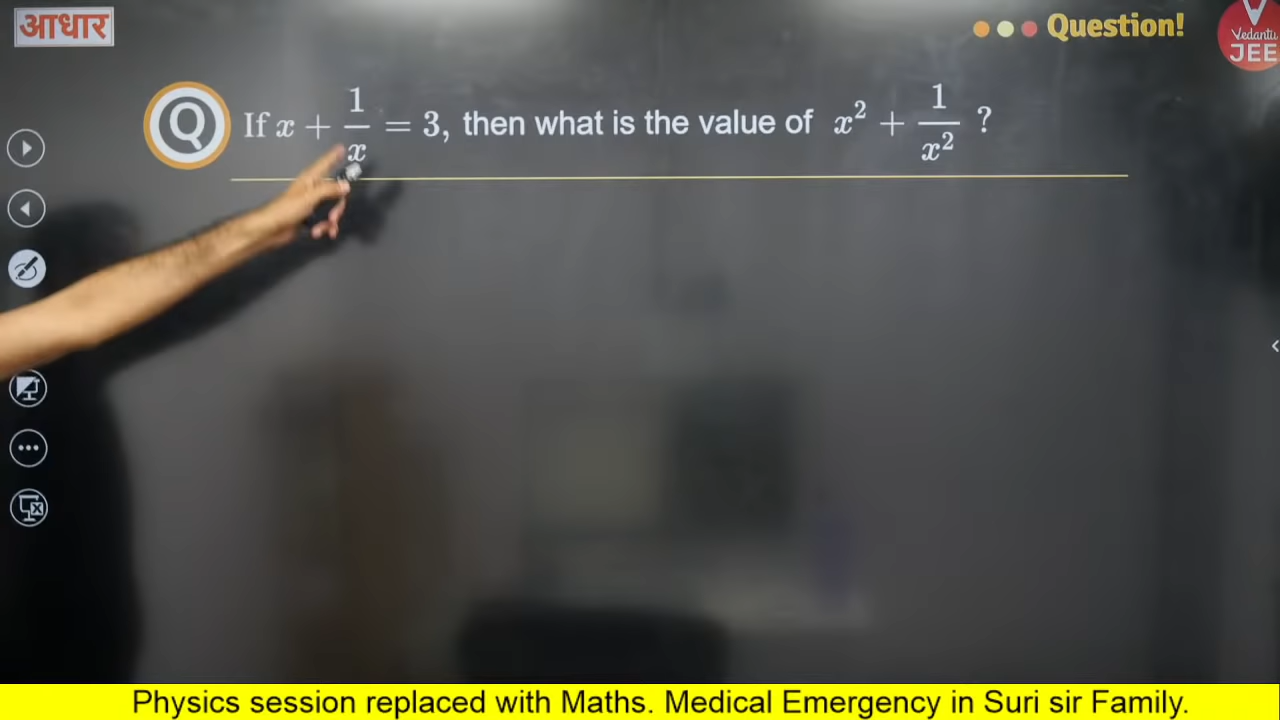 आधार
Question!
Vedantu
JEE
Q
If x + 1/x = 3, then what is the value of x² + 1/x² ?
Physics session replaced with Maths. Medical Emergency in Suri sir Family.